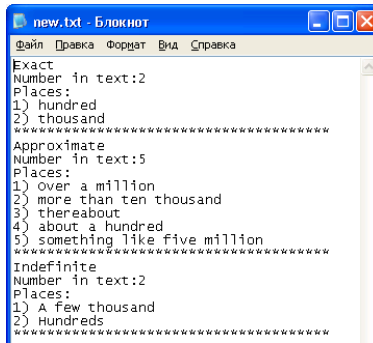 new.txt - Блокнот
Файл Правка Формат Вид Справка
Exact
Number in text:2
Places:
1) hundred
2) thousand
**************************************
Approximate
Number in text:5
Places:
1) Over a million
2) more than ten thousand
3) thereabout
4) about a hundred
5) something like five million
**************************************
Indefinite
Number in text:2
Places:
1) A few thousand
2) Hundreds
**************************************